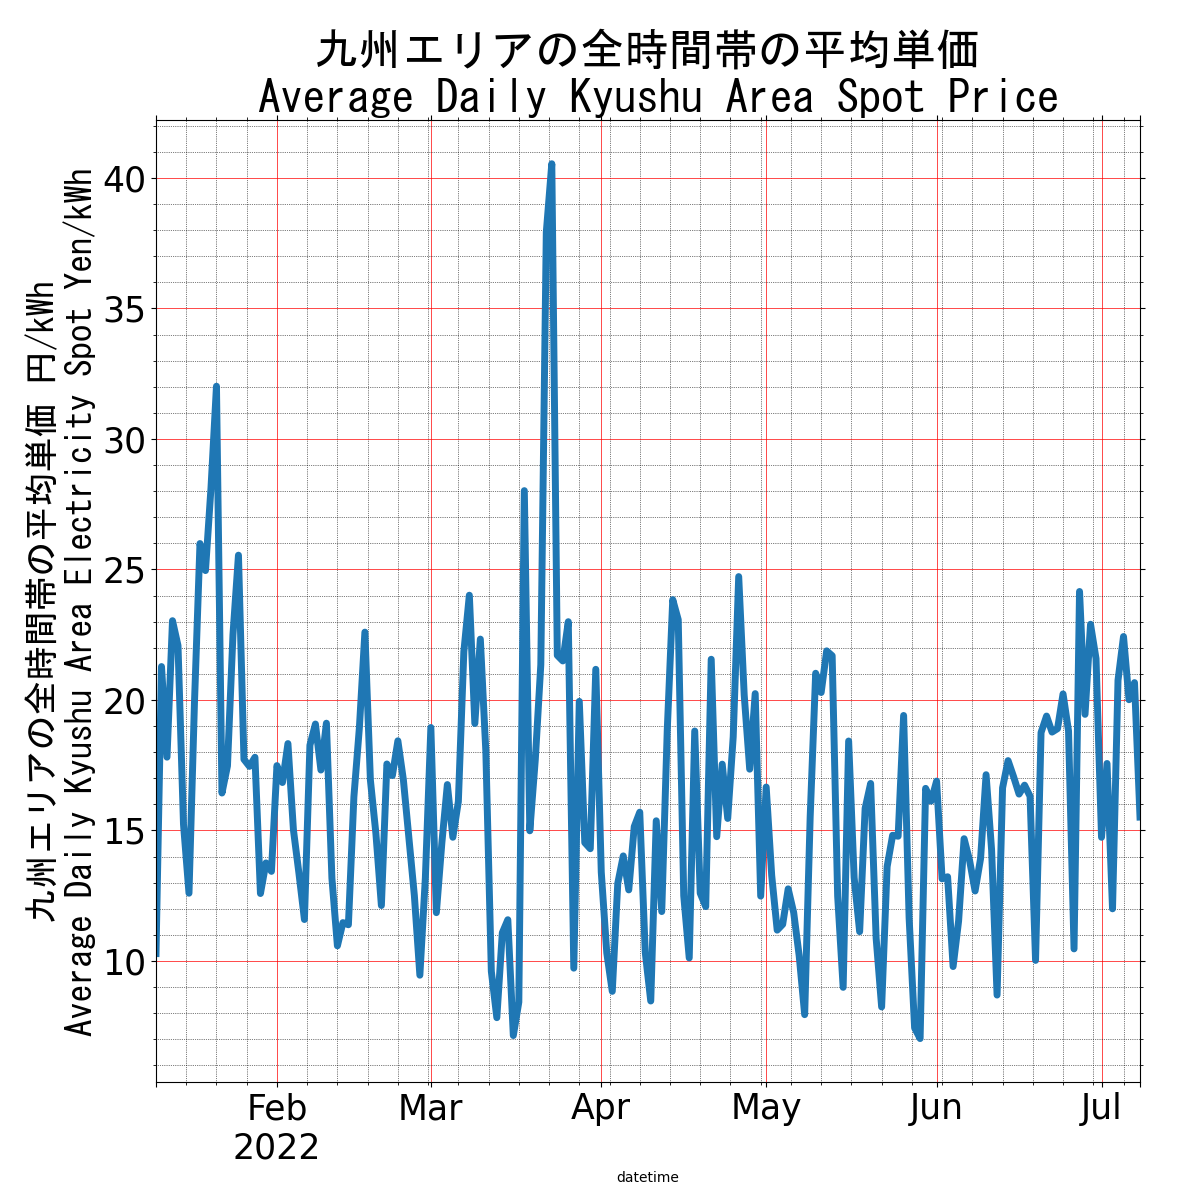 九州エリアの全時間帯の平均単価
Average Daily Kyushu Area Spot Price
九州エリアの全時間帯の平均単価 円/kWh
Average Daily Kyushu Area Electricity Spot Yen/kWh
40
35
30
25
20
15
10
Feb
2022
Mar
Apr
May
Jun
Jul
datetime